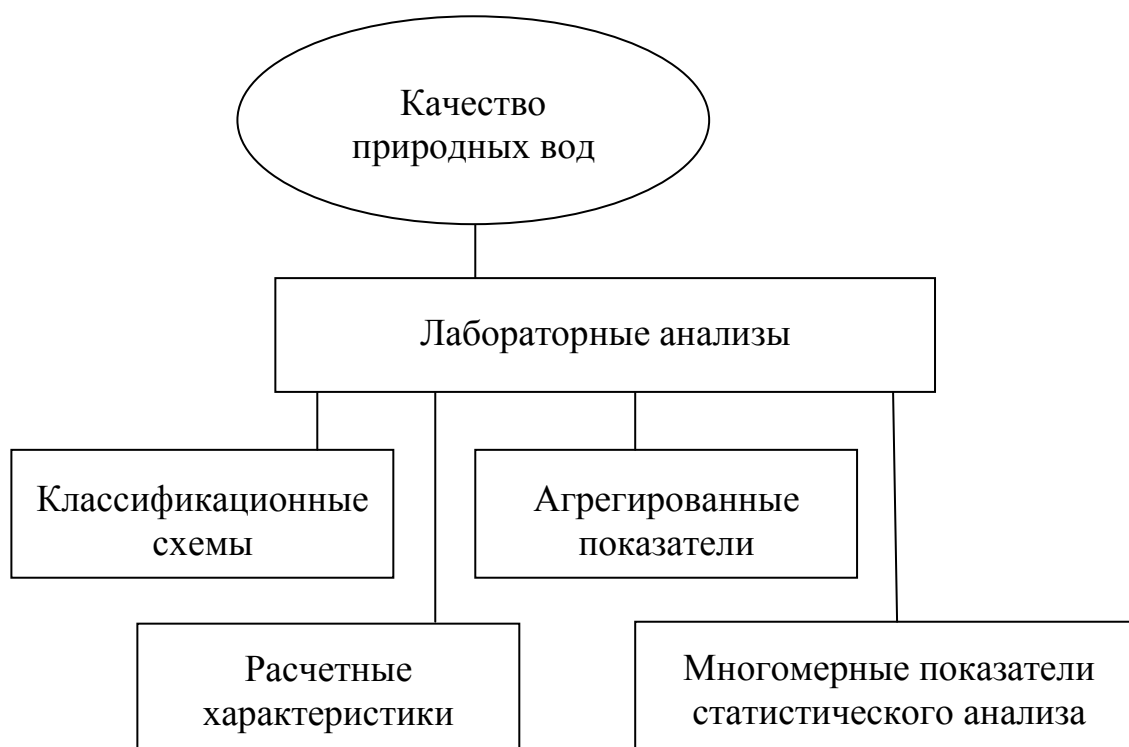 Качество
природных вод
Лабораторные анализы
Классификационные
схемы
Агрегированные
показатели
Расчетные
характеристики
Многомерные показатели
статистического анализа